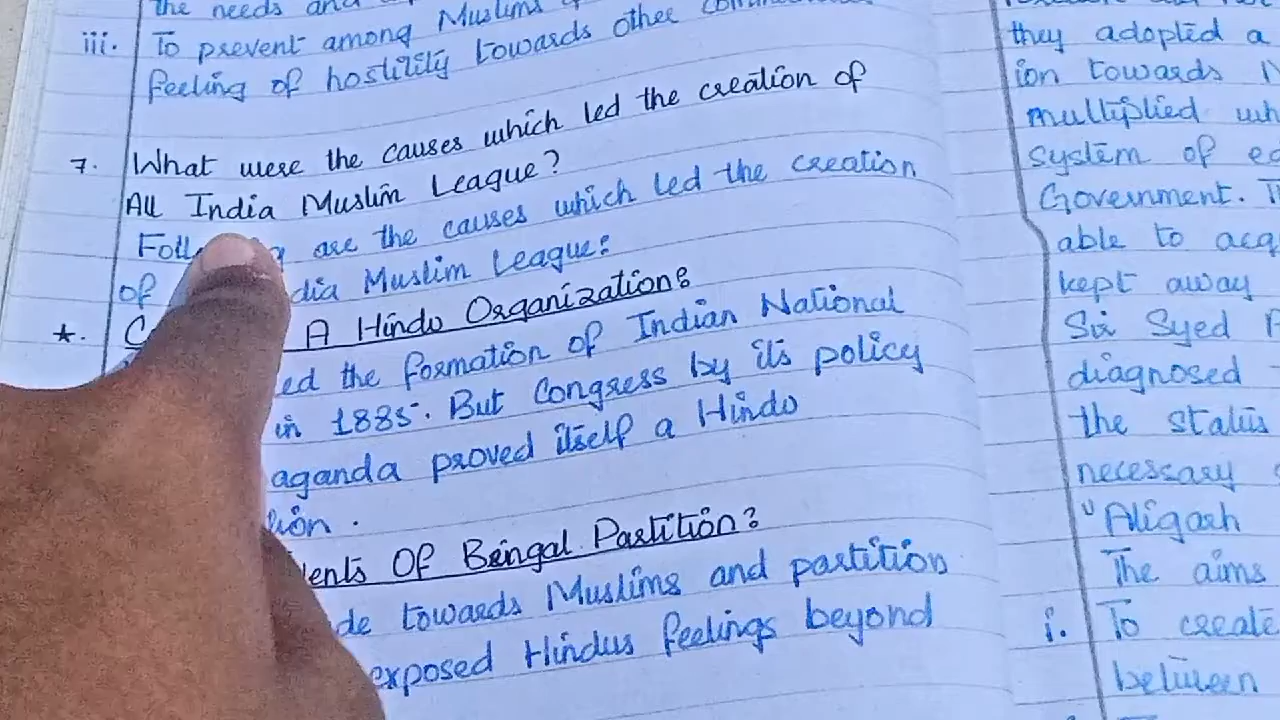 the needs and
iii. To prevent among Muslims
feeling of hostility towards other
7. What were the causes which led the creation of
All India Muslim League?
are the causes which led the creation
of dia Muslim League:
*. A Hindu Organization:
ed the formation of Indian National
in 1885. But Congress by its policy
aganda proved itself a Hindu
tion.
ents Of Bengal Partition:
de towards Muslims and partition
exposed Hindus feelings beyond
they adopted a
ion towards
multiplied wh
system of ed
Government. T
able to acq
kept away
Sir Syed
diagnosed
the status
necessary
"Aligarh
The aims
i. To create
between